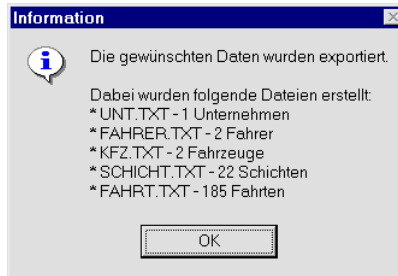 Information
Die gewünschten Daten wurden exportiert.
Dabei wurden folgende Dateien erstellt:
* UNT.TXT - 1 Unternehmen
* FAHRER.TXT - 2 Fahrer
* KFZ.TXT - 2 Fahrzeuge
* SCHICHT.TXT - 22 Schichten
* FAHRT.TXT - 185 Fahrten
OK